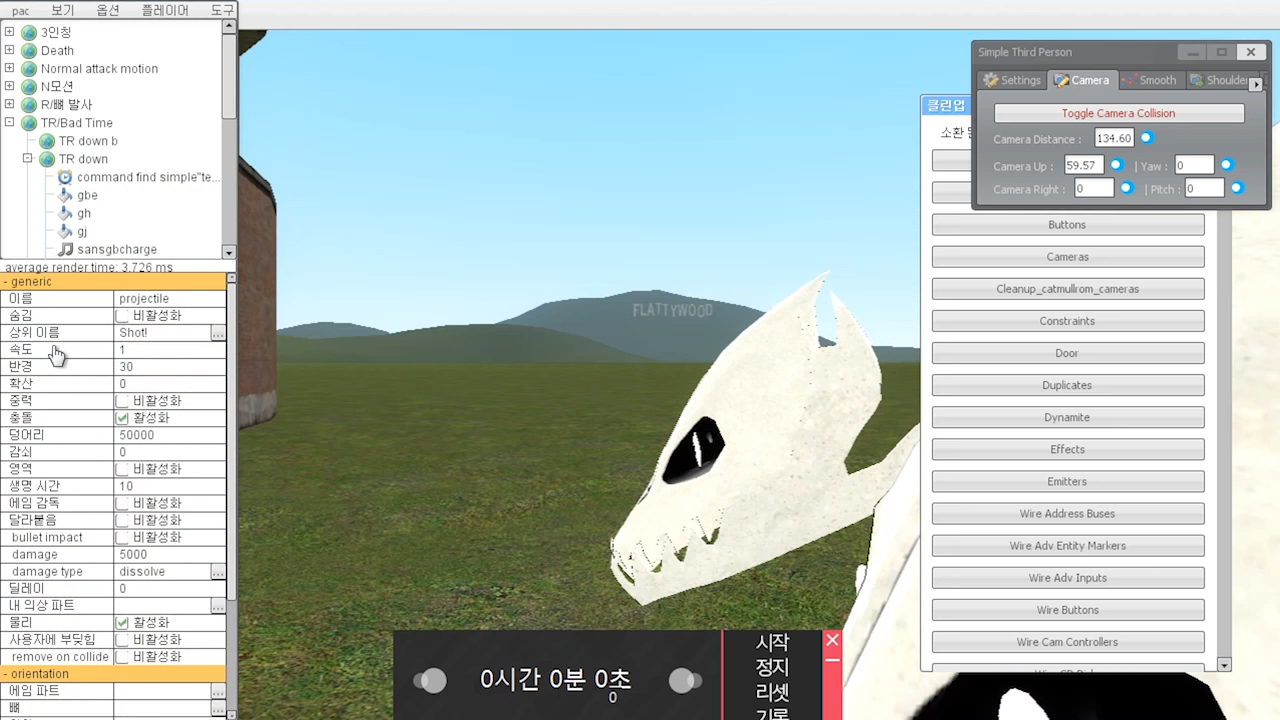 pac 보기 옵션 플레이어 도구
3인칭
Death
Normal attack motion
N모션
R/뼈 발사
TR/Bad Time
TR down b
TR down
command find simple"te...
gbe
gh
gj
sansgbcharge
average render time: 3.726 ms
- generic
이름 projectile
숨김 비활성화
상위 이름 Shot! ...
속도 1
반경 30
확산 0
중력 비활성화
충돌 활성화
덩어리 50000
감쇠 0
영역 비활성화
생명 시간 10
에임 감독 비활성화
달라붙음 비활성화
bullet impact 비활성화
damage 5000
damage type dissolve ...
딜레이 0
내 익상 파트 ...
물리 활성화
사용자에 부딪힘 비활성화
remove on collide 비활성화
- orientation
에임 파트 ...
뼈 ...
FLATTYWOOD
Simple Third Person
Settings Camera Smooth Shoulder
Toggle Camera Collision
Camera Distance : 134.60
Camera Up : 59.57 | Yaw : 0
Camera Right : 0 | Pitch : 0
클린업
소환
Buttons
Cameras
Cleanup_catmullrom_cameras
Constraints
Door
Duplicates
Dynamite
Effects
Emitters
Wire Address Buses
Wire Adv Entity Markers
Wire Adv Inputs
Wire Buttons
Wire Cam Controllers
0시간 0분 0초
0
시작
정지
리셋
기록